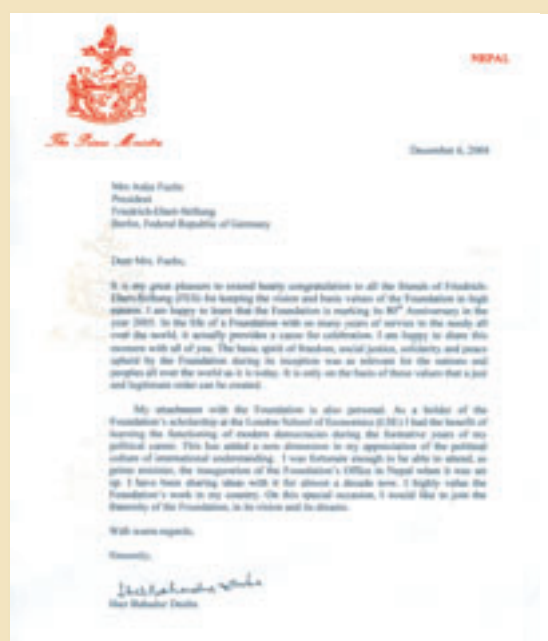 NEPAL
The Prime Minister
December 6, 2004
Mrs Anke Fuchs
President
Friedrich-Ebert-Stiftung
Berlin, Federal Republic of Germany
Dear Mrs. Fuchs,
It is my great pleasure to extend hearty congratulation to all the friends of Friedrich-
Ebert-Stiftung (FES) for keeping the vision and basic values of the Foundation in high
esteem. I am happy to learn that the Foundation is marking its 80th Anniversary in the
year 2005. In the life of a Foundation with so many years of service to the needy all
over the world, it actually provides a cause for celebration. I am happy to share this
moment with all of you. The basic spirit of freedom, social justice, solidarity and peace
upheld by the Foundation during its inception was as relevant for the nations and
peoples all over the world as it is today. It is only on the basis of these values that a just
and legitimate order can be created.
My attachment with the Foundation is also personal. As a holder of the
Foundation's scholarship at the London School of Economics (LSE) I had the benefit of
learning the functioning of modern democracies during the formative years of my
political career. This has added a new dimension in my appreciation of the political
culture of international understanding. I was fortunate enough to be able to attend, as
prime minister, the inauguration of the Foundation's Office in Nepal when it was set
up. I have been sharing ideas with it for almost a decade now. I highly value the
Foundation's work in my country. On this special occasion, I would like to join the
fraternity of the Foundation, in its vision and its dreams.
With warm regards,
Sincerely,
Sher Bahadur Deuba